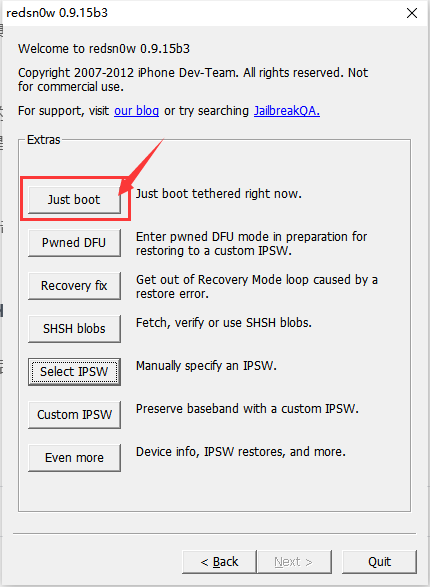 redsn0w 0.9.15b3
Welcome to redsn0w 0.9.15b3
Copyright 2007-2012 iPhone Dev-Team. All rights reserved. Not
for commercial use.
For support, visit our blog or try searching JailbreakQA.
Extras
Just boot
Just boot tethered right now.
Pwned DFU
Enter pwned DFU mode in preparation for
restoring to a custom IPSW.
Recovery fix
Get out of Recovery Mode loop caused by a
restore error.
SHSH blobs
Fetch, verify or use SHSH blobs.
Select IPSW
Manually specify an IPSW.
Custom IPSW
Preserve baseband with a custom IPSW.
Even more
Device info, IPSW restores, and more.
< Back
Next >
Quit